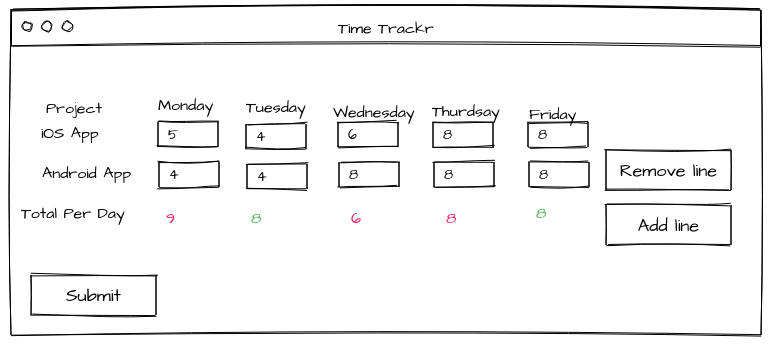 Time Trackr
Project Monday Tuesday Wednesday Thurdsay Friday
iOS App 5 4 6 8 8
Android App 4 4 8 8 8
Remove line
Total Per Day 9 8 6 8 8
Add line
Submit